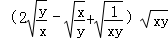 (2√(y/x) - √(x/y) + √(1/(xy))) √(xy)